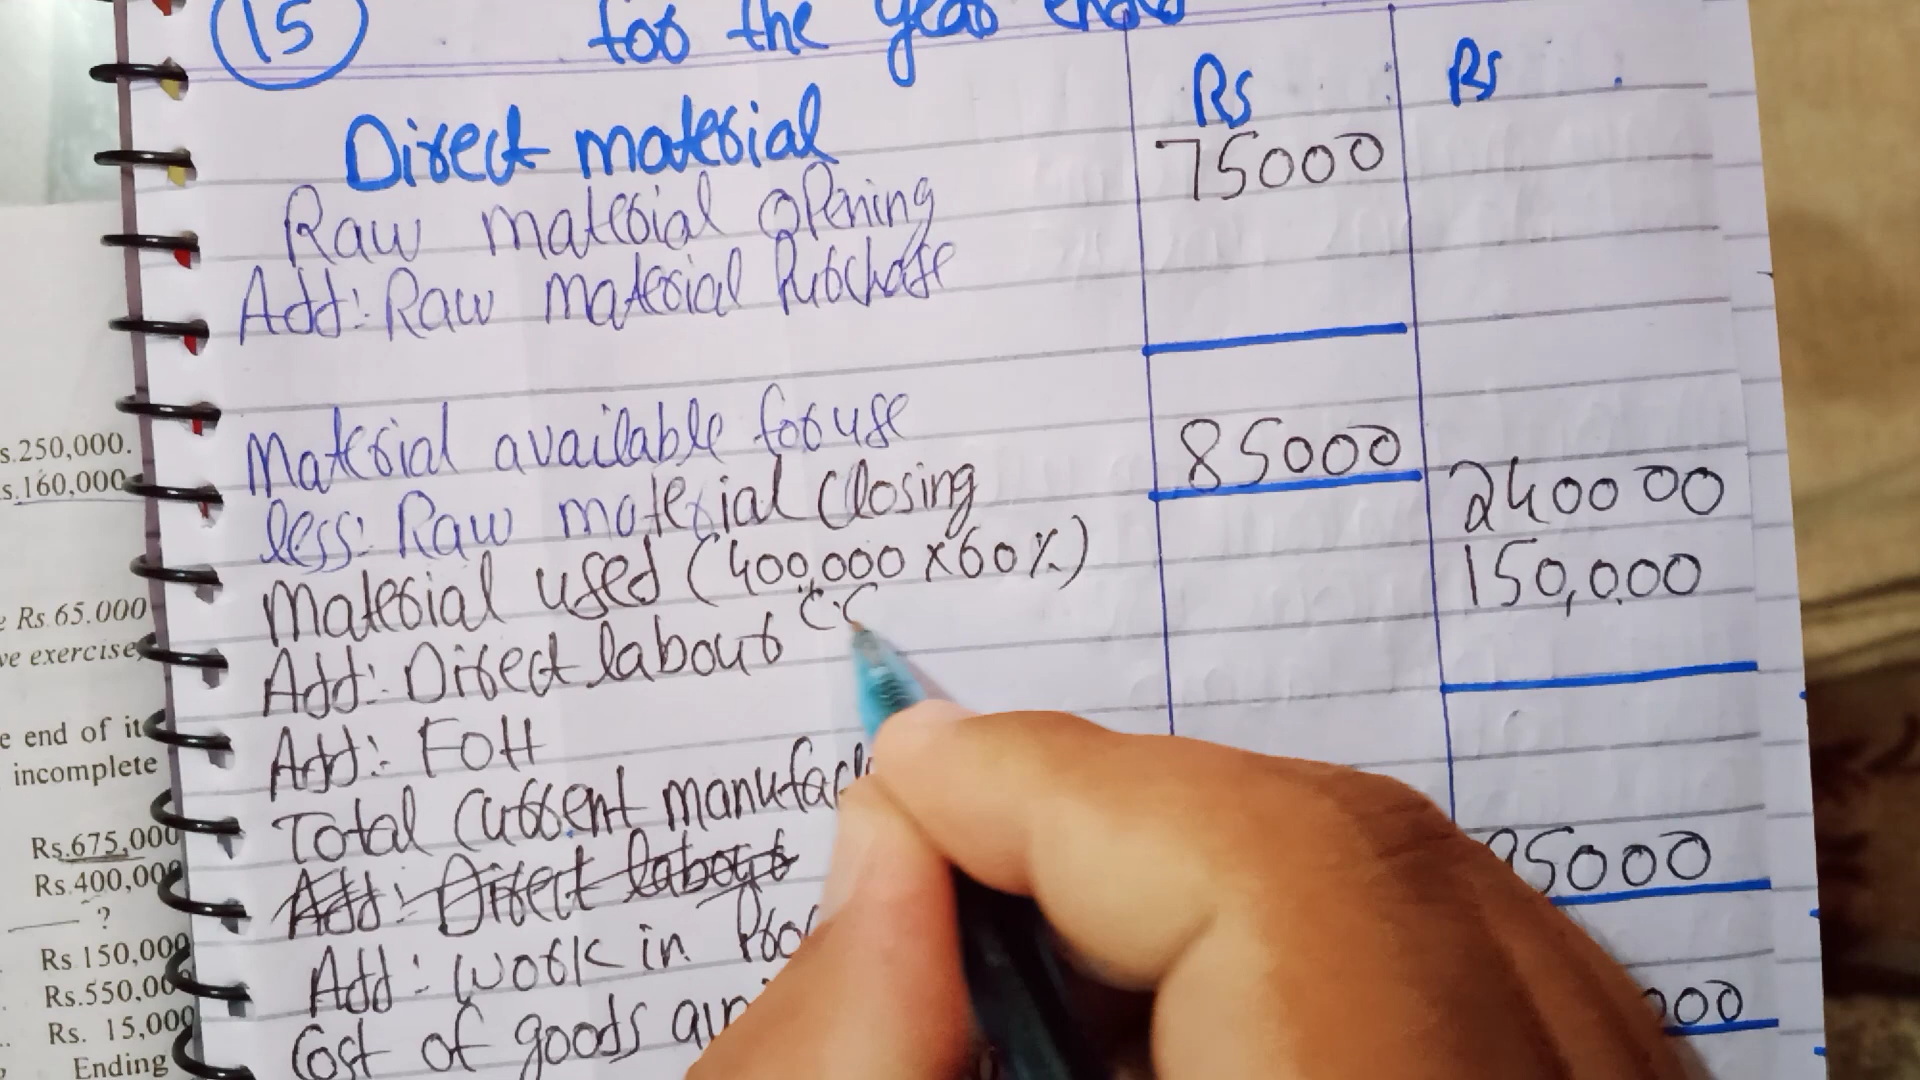 15 for the year ended
Rs Rs
Direct material
Raw material opening 75000
Add: Raw material Purchase
Material available for use
less: Raw material closing 85000
Material used (400,000 x 60%) 240000
Add: Direct labour 150,000
Add: FOH
Total current
Add: Direct labour
95000
Add: work in
Cost of goods
000
s.250,000.
s.160,000
Rs.65.000
ve exercise,
e end of it
incomplete
Rs.675,000
Rs.400,000
?
Rs 150,000
Rs.550,00
Rs. 15,000
Ending